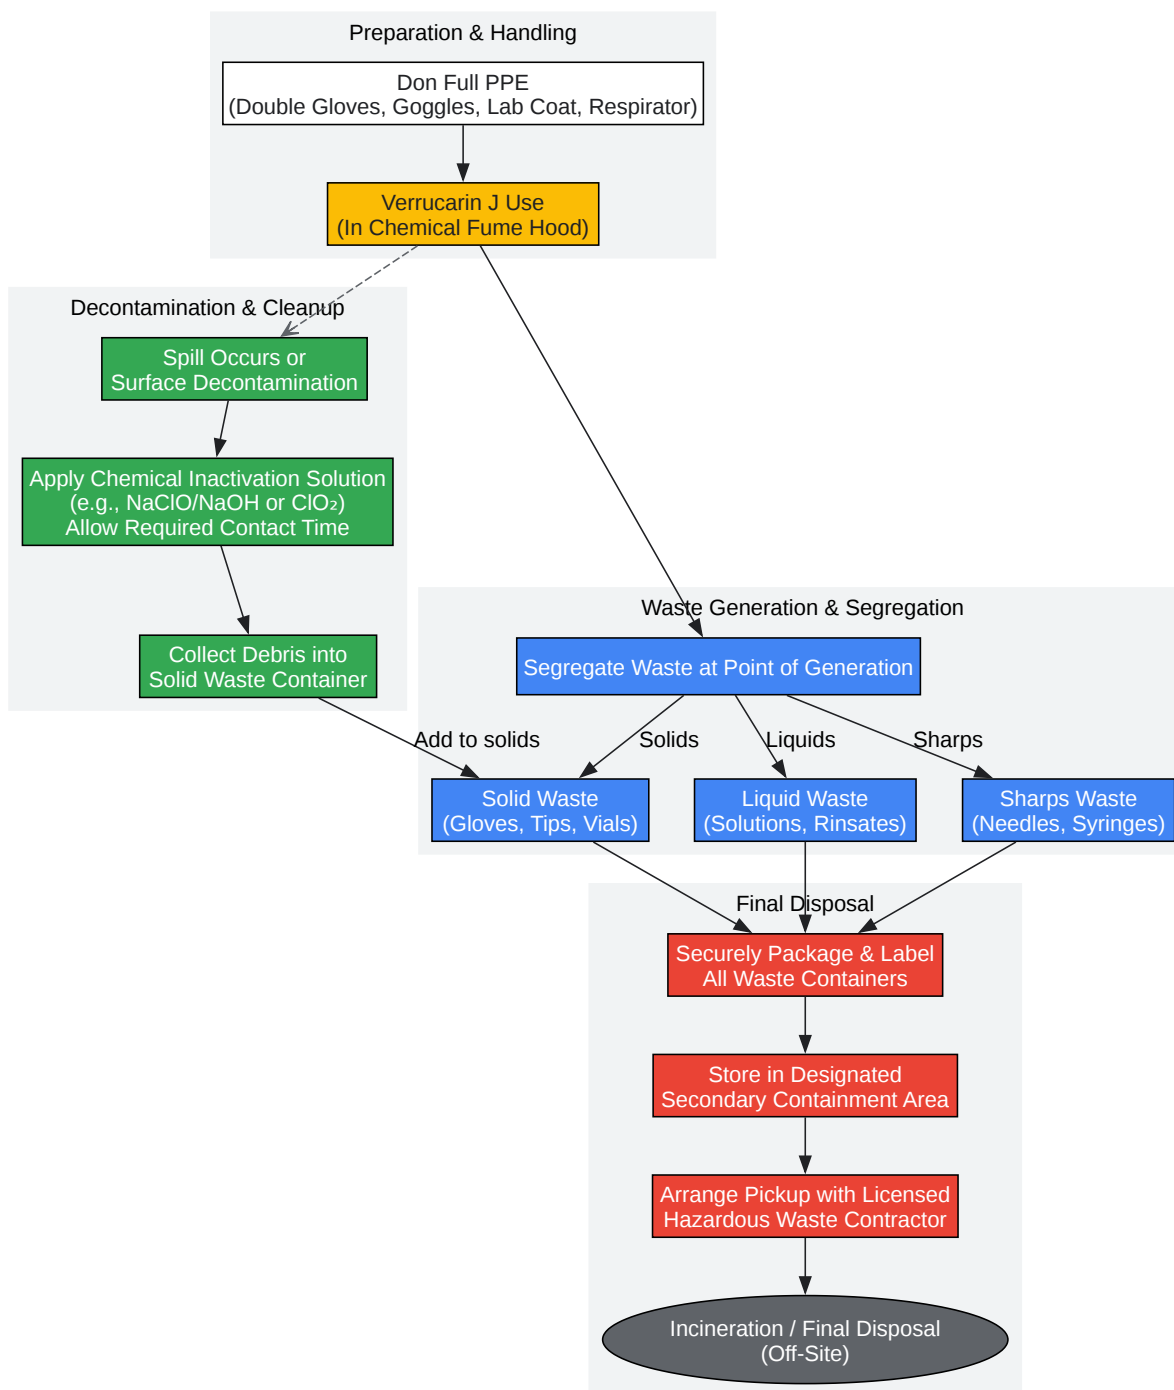 Preparation & Handling
Don Full PPE
(Double Gloves, Goggles, Lab Coat, Respirator)
Verrucarin J Use
(In Chemical Fume Hood)
Decontamination & Cleanup
Spill Occurs or
Surface Decontamination
Apply Chemical Inactivation Solution
(e.g., NaClO/NaOH or ClO₂)
Allow Required Contact Time
Collect Debris into
Solid Waste Container
Waste Generation & Segregation
Segregate Waste at Point of Generation
Add to solids
Solids
Liquids
Sharps
Solid Waste
(Gloves, Tips, Vials)
Liquid Waste
(Solutions, Rinsates)
Sharps Waste
(Needles, Syringes)
Final Disposal
Securely Package & Label
All Waste Containers
Store in Designated
Secondary Containment Area
Arrange Pickup with Licensed
Hazardous Waste Contractor
Incineration / Final Disposal
(Off-Site)